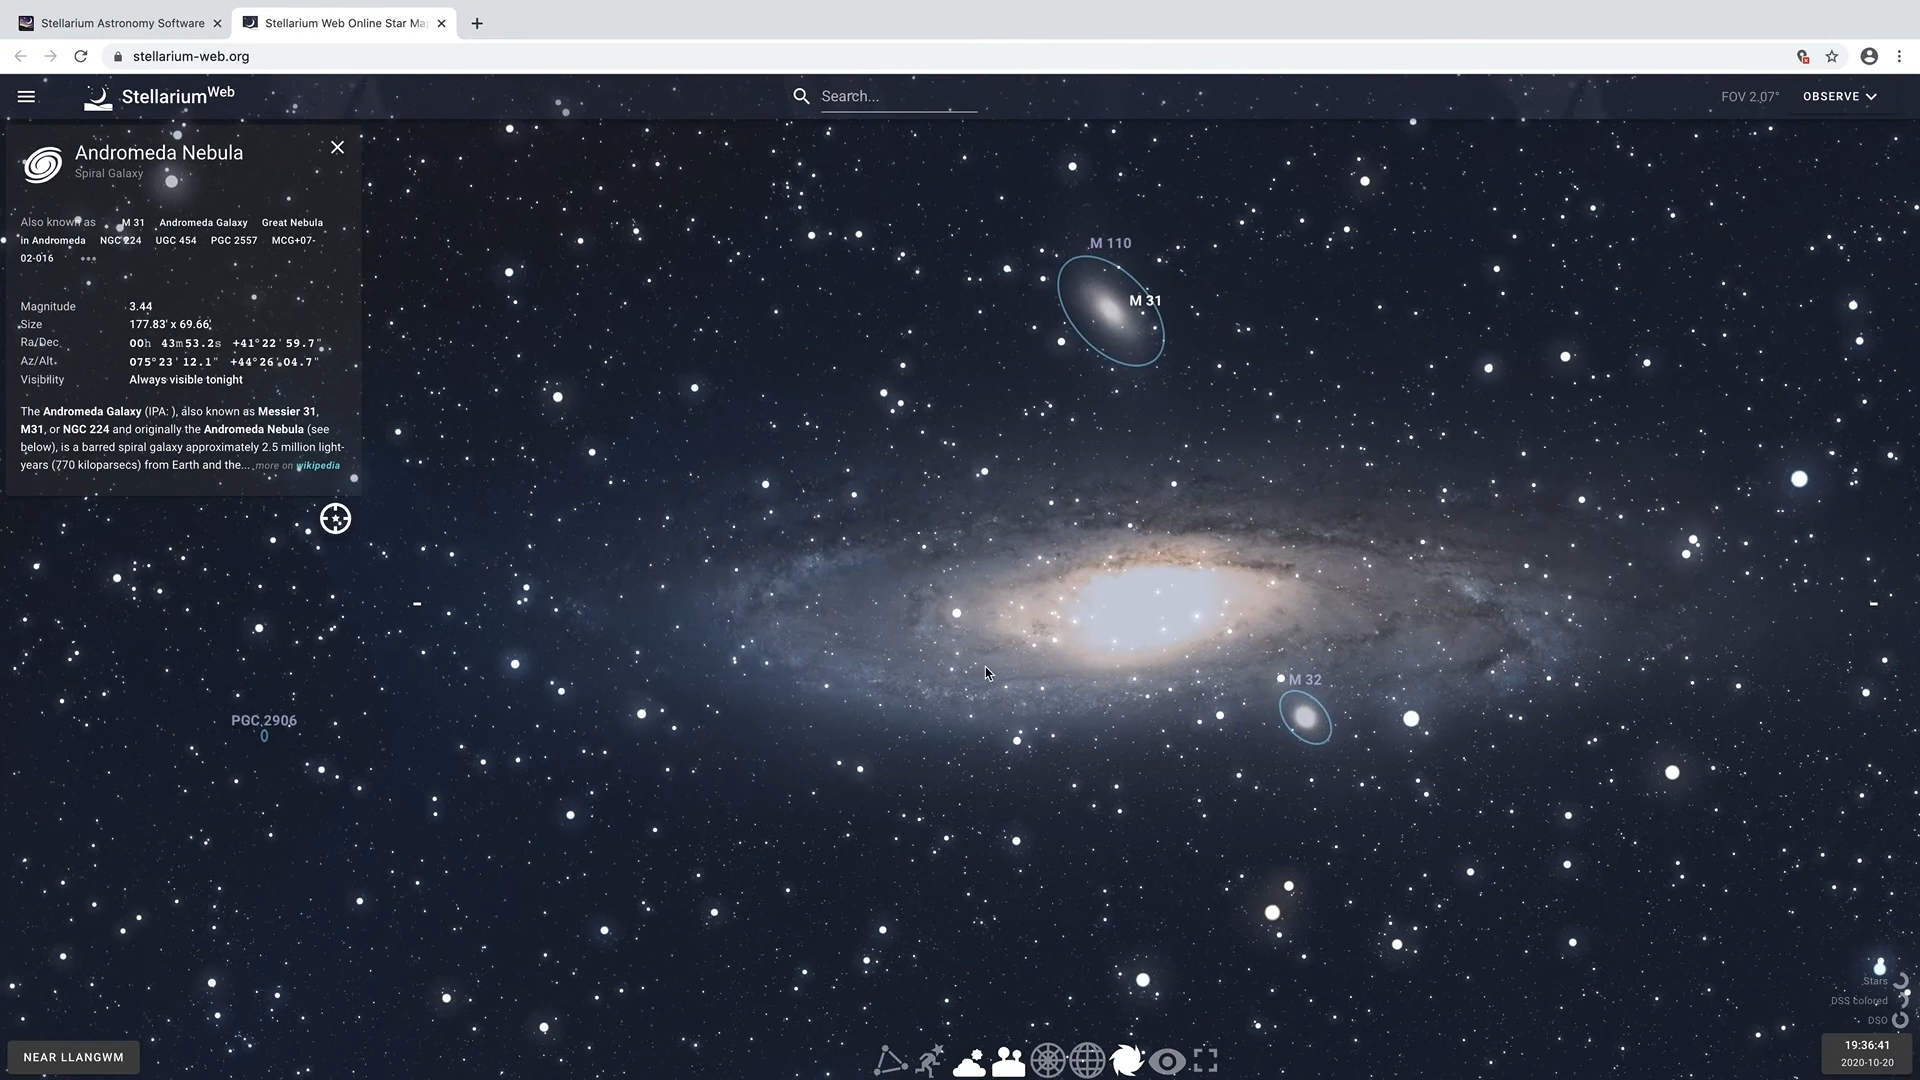 Stellarium Astronomy Software
Stellarium Web Online Star Ma
stellarium-web.org
StellariumWeb
Search...
FOV 2.07°
OBSERVE
Andromeda Nebula
Spiral Galaxy
Also known as M 31 Andromeda Galaxy Great Nebula
in Andromeda NGC 224 UGC 454 PGC 2557 MCG+07-
02-016 •••
Magnitude 3.44
Size 177.83' x 69.66'
Ra/Dec 00h 43m53.2s +41°22'59.7"
Az/Alt 075°23'12.1" +44°26'04.7"
Visibility Always visible tonight
The Andromeda Galaxy (IPA: ), also known as Messier 31,
M31, or NGC 224 and originally the Andromeda Nebula (see
below), is a barred spiral galaxy approximately 2.5 million light-
years (770 kiloparsecs) from Earth and the... more on wikipedia
M 110
M 31
M 32
PGC 2906
Stars
DSS colored
DSO
NEAR LLANGWM
19:36:41
2020-10-20